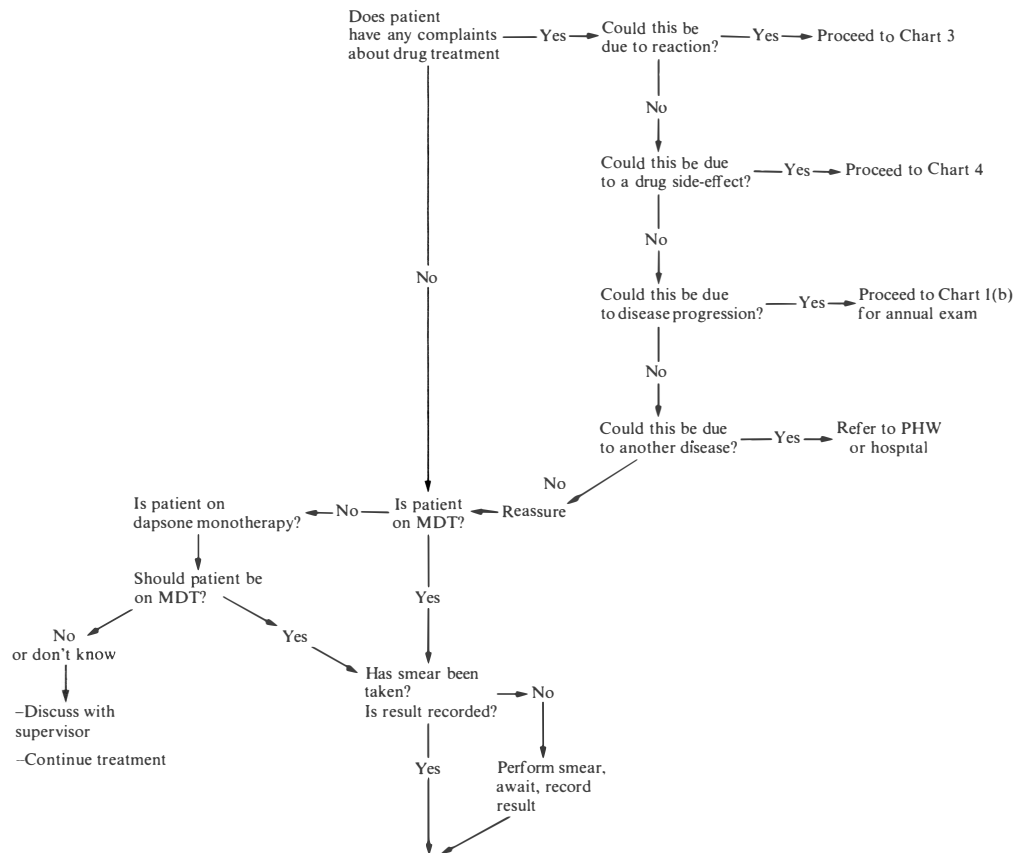 Does patient
have any complaints
about drug treatment
Yes
Could this be
due to reaction?
Yes
Proceed to Chart 3
No
Could this be due
to a drug side-effect?
Yes
Proceed to Chart 4
No
No
Could this be due
to disease progression?
Yes
Proceed to Chart 1(b)
for annual exam
No
Could this be due
to another disease?
Yes
Refer to PHW
or hospital
No
Reassure
Is patient
on MDT?
No
Is patient on
dapsone monotherapy?
Should patient be
on MDT?
Yes
No
or don't know
Yes
–Discuss with
supervisor
–Continue treatment
Has smear been
taken?
Is result recorded?
No
Yes
Perform smear,
await, record
result